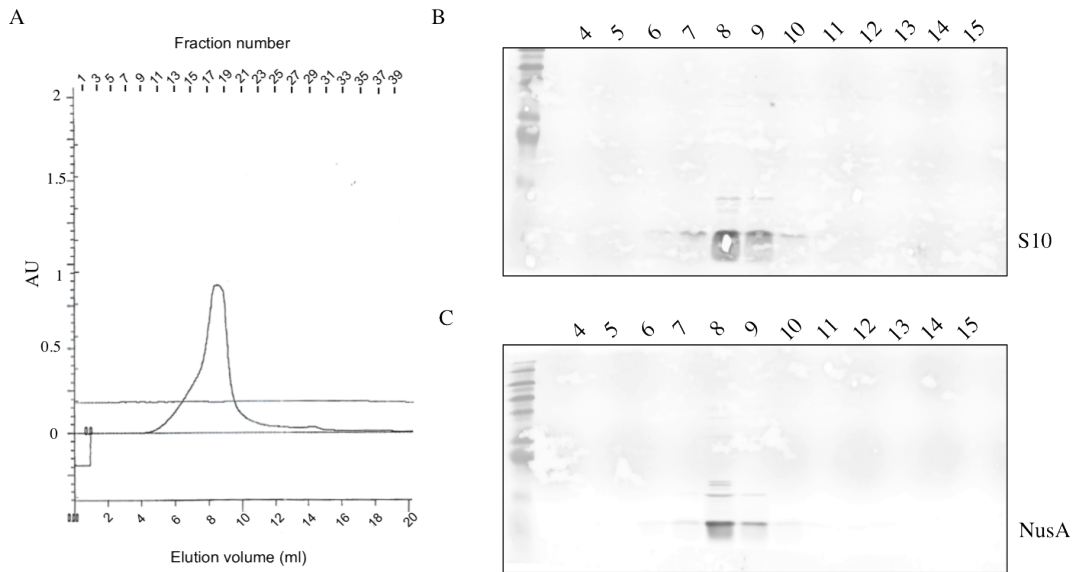 A
Fraction number
1 3 5 7 9 11 13 15 17 19 21 23 25 27 29 31 33 35 37 39
2
1.5
1
0.5
0
AU
2 4 6 8 10 12 14 16 18 20
Elution volume (ml)
B
4 5 6 7 8 9 10 11 12 13 14 15
S10
C
4 5 6 7 8 9 10 11 12 13 14 15
NusA